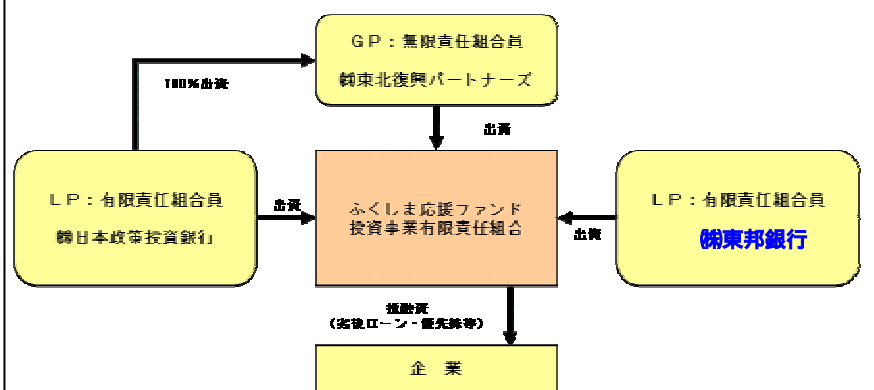 GP：無限責任組合員
㈱東北復興パートナーズ
100％出資
出資
LP：有限責任組合員
㈱日本政策投資銀行
出資
ふくしま応援ファンド
投資事業有限責任組合
出資
LP：有限責任組合員
㈱東邦銀行
投融資
（劣後ローン・優先株等）
企 業